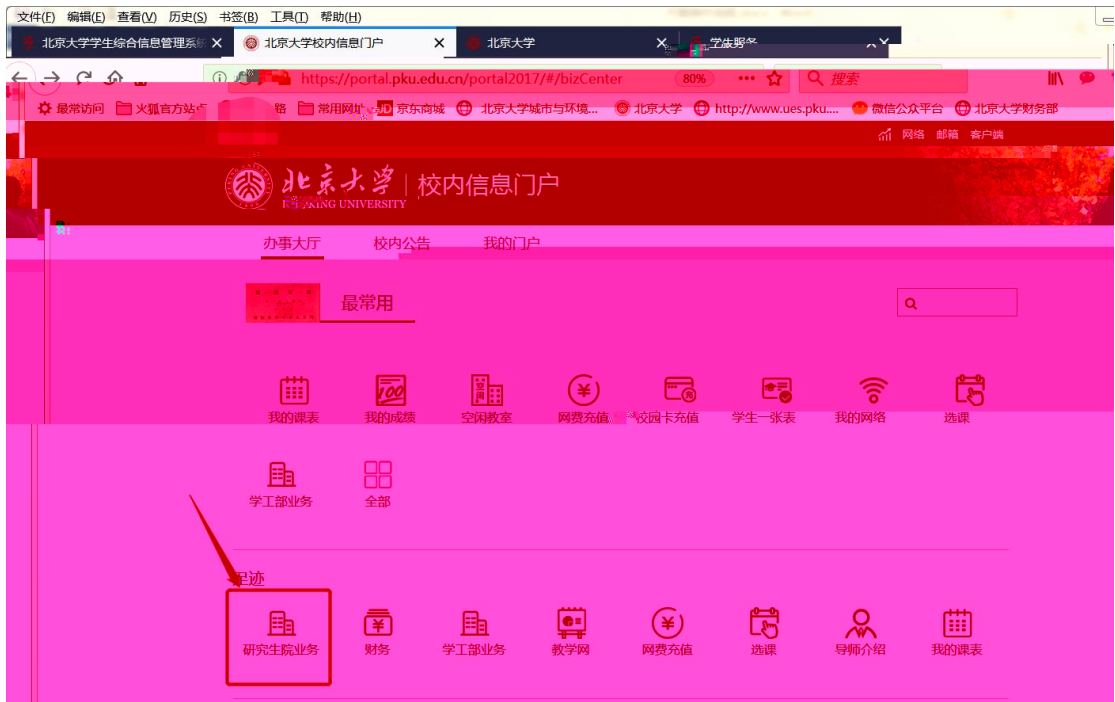 文件(F) 编辑(E) 查看(V) 历史(S) 书签(B) 工具(T) 帮助(H)
北京大学学生综合信息管理系统 北京大学校内信息门户 北京大学 学生服务
https://portal.pku.edu.cn/portal2017/#/bizCenter 80% 搜索
最常访问 火狐官方站点 常用网址 JD 京东商城 北京大学城市与环境... 北京大学 http://www.ues.pku.... 微信公众平台 北京大学财务部
网络 邮箱 客户端
北京大学 校内信息门户
PEKING UNIVERSITY
办事大厅 校内公告 我的门户
最常用
我的课表 我的成绩 空闲教室 网费充值 校园卡充值 学生一张表 我的网络 选课
学工部业务 全部
足迹
研究生院业务 财务 学工部业务 教学网 网费充值 选课 导师介绍 我的课表